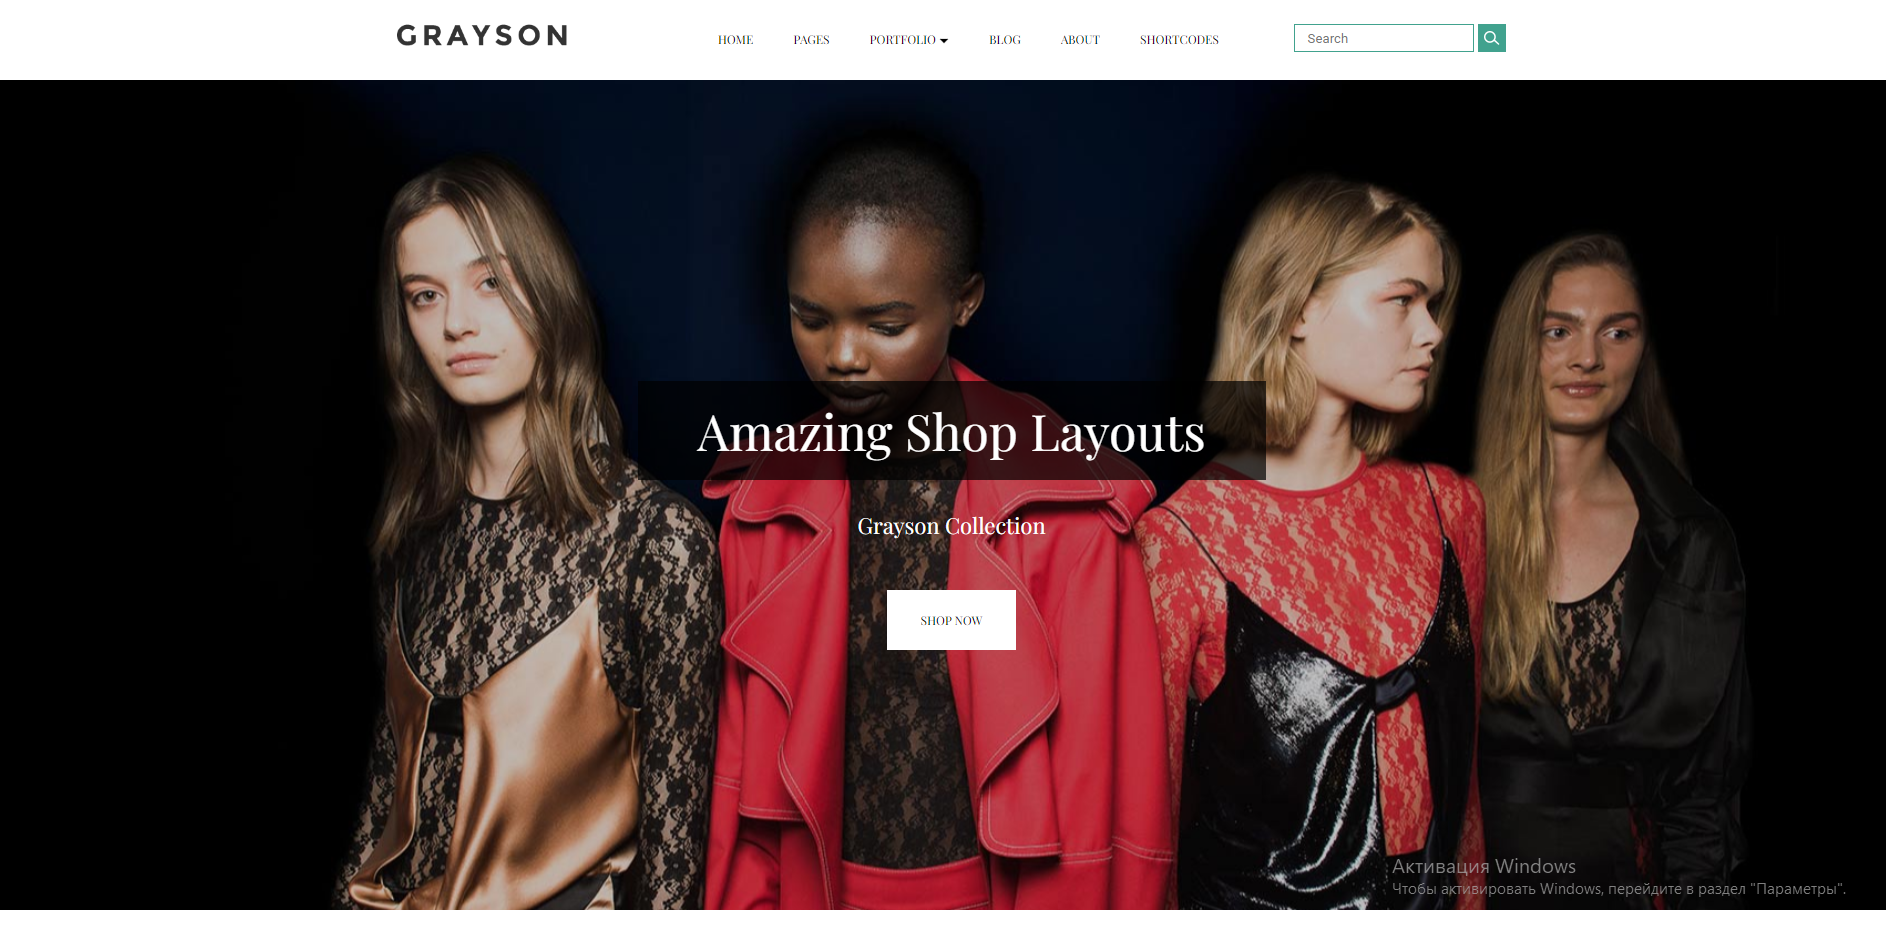 GRAYSON
HOME PAGES PORTFOLIO BLOG ABOUT SHORTCODES
Search
Amazing Shop Layouts
Grayson Collection
SHOP NOW
Активация Windows
Чтобы активировать Windows, перейдите в раздел "Параметры".